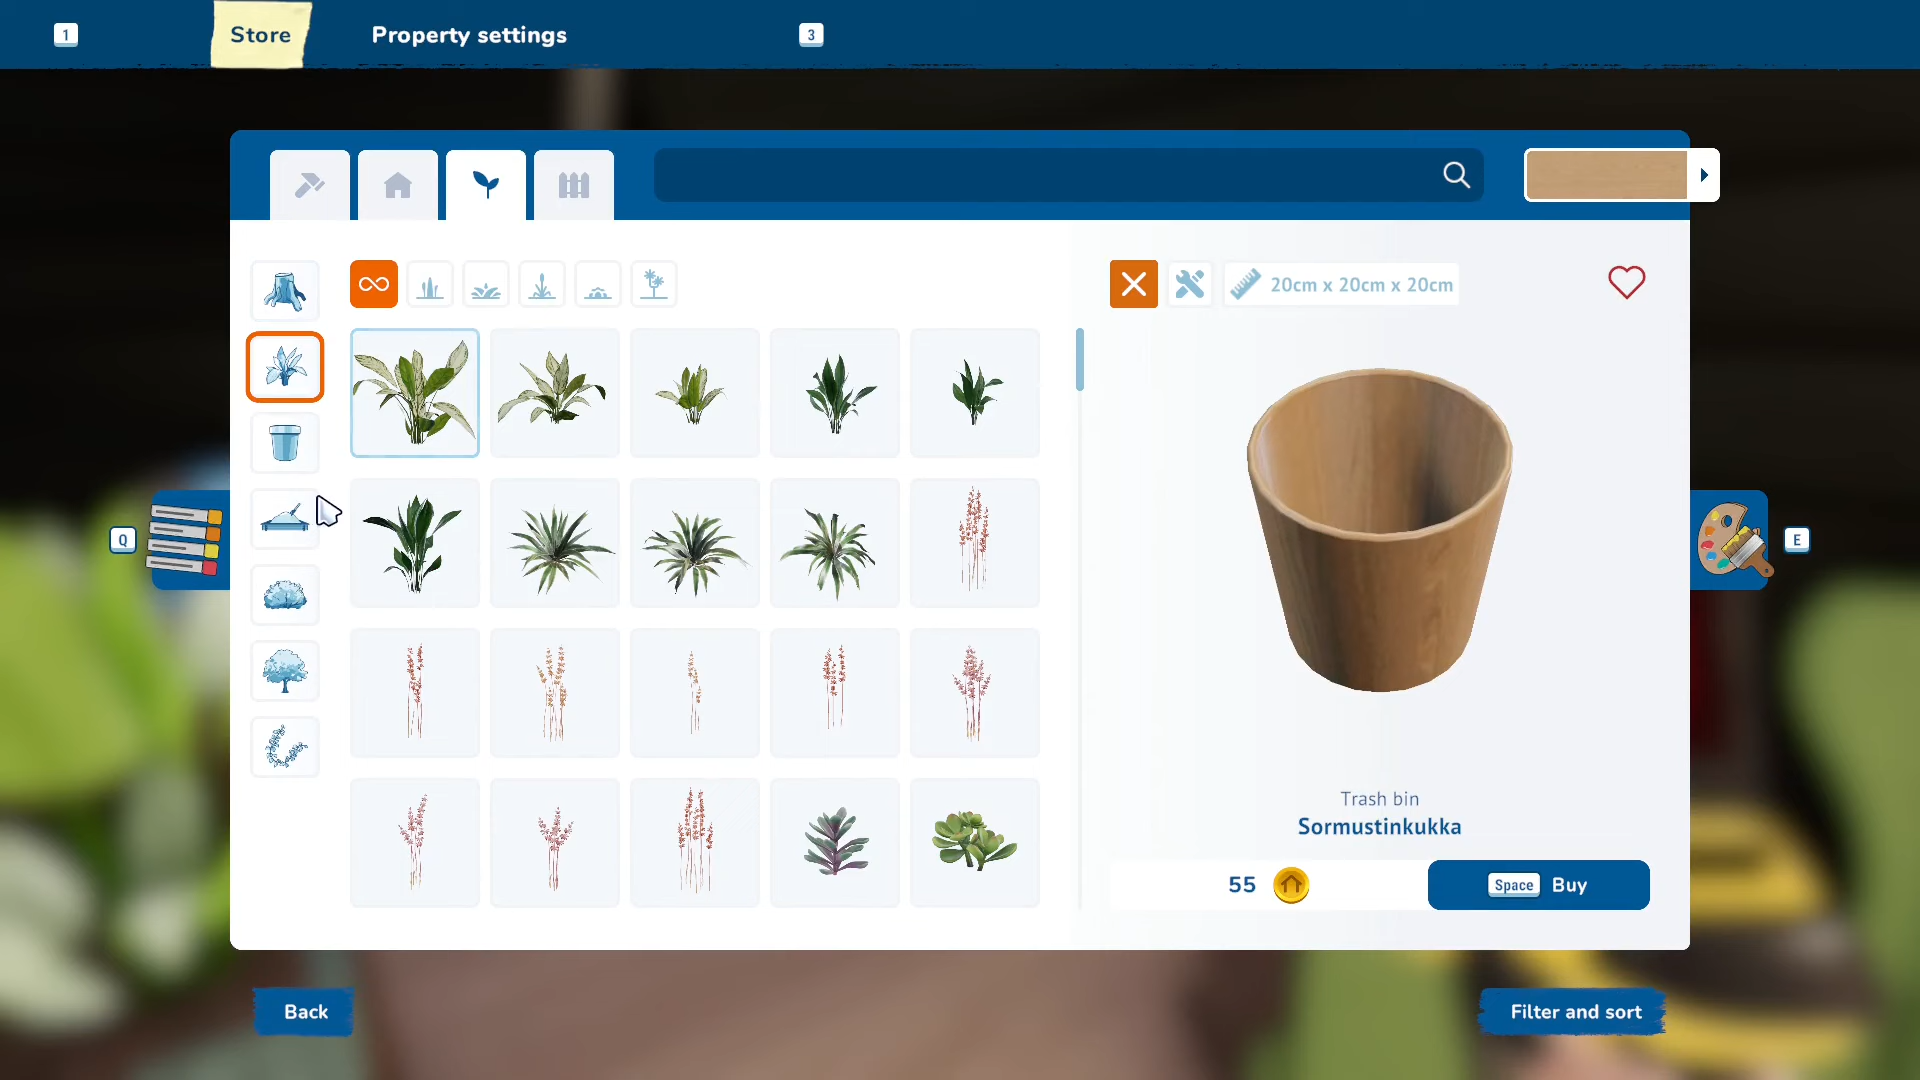 1
Store
Property settings
3
20cm x 20cm x 20cm
Q
E
Trash bin
Sormustinkukka
55
Space Buy
Back
Filter and sort